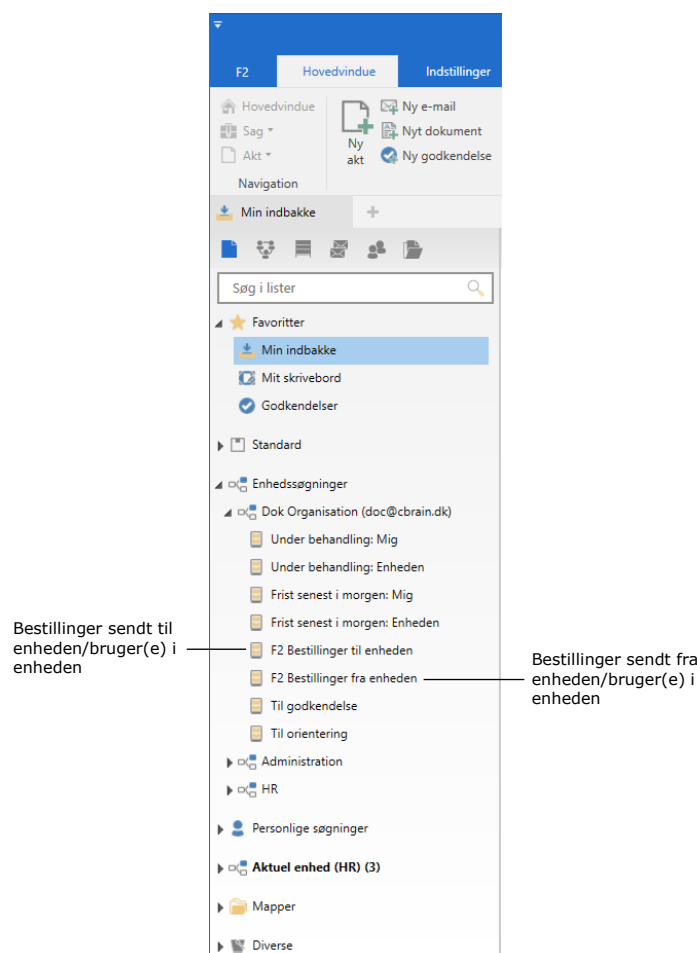 F2 Hovedvindue Indstillinger
Hovedvindue
Sag
Akt
Navigation
Ny
akt
Ny e-mail
Nyt dokument
Ny godkendelse
Min indbakke +
Søg i lister
Favoritter
Min indbakke
Mit skrivebord
Godkendelser
Standard
Enhedssøgninger
Dok Organisation (doc@cbrain.dk)
Under behandling: Mig
Under behandling: Enheden
Frist senest i morgen: Mig
Frist senest i morgen: Enheden
F2 Bestillinger til enheden
F2 Bestillinger fra enheden
Til godkendelse
Til orientering
Administration
HR
Personlige søgninger
Aktuel enhed (HR) (3)
Mapper
Diverse
Bestillinger sendt til
enheden/bruger(e) i
enheden
Bestillinger sendt fra
enheden/bruger(e) i
enheden